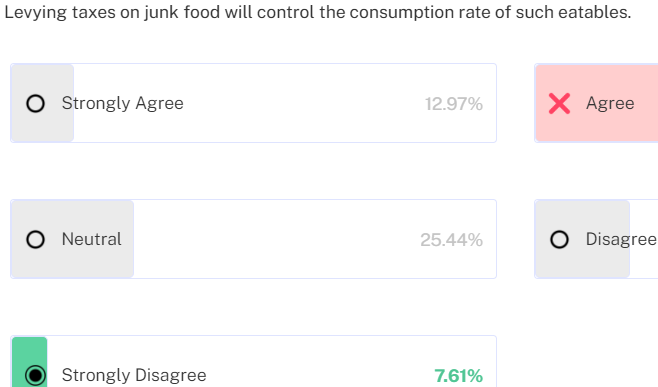 Levying taxes on junk food will control the consumption rate of such eatables.
Strongly Agree 12.97% Agree
Neutral 25.44% Disagree
Strongly Disagree 7.61%